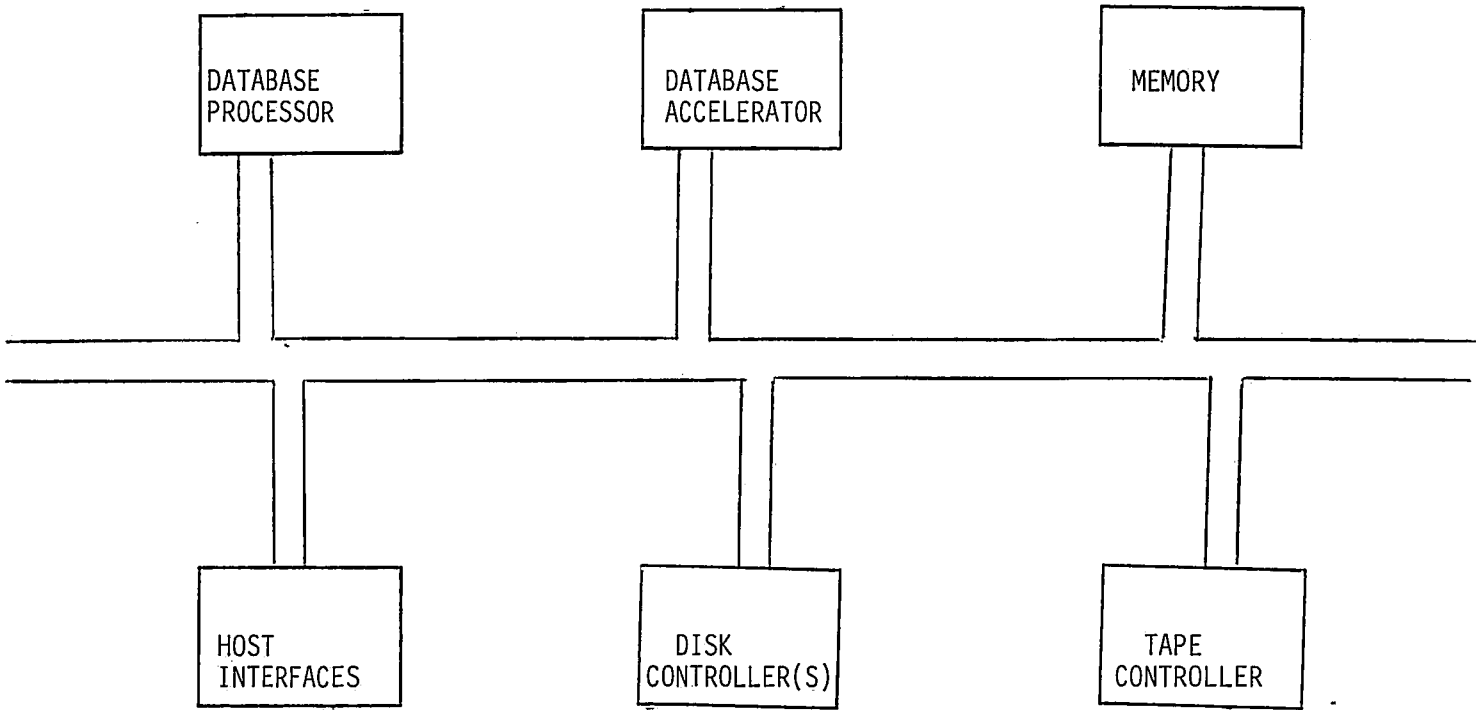 DATABASE
PROCESSOR
DATABASE
ACCELERATOR
MEMORY
HOST
INTERFACES
DISK
CONTROLLER(S)
TAPE
CONTROLLER